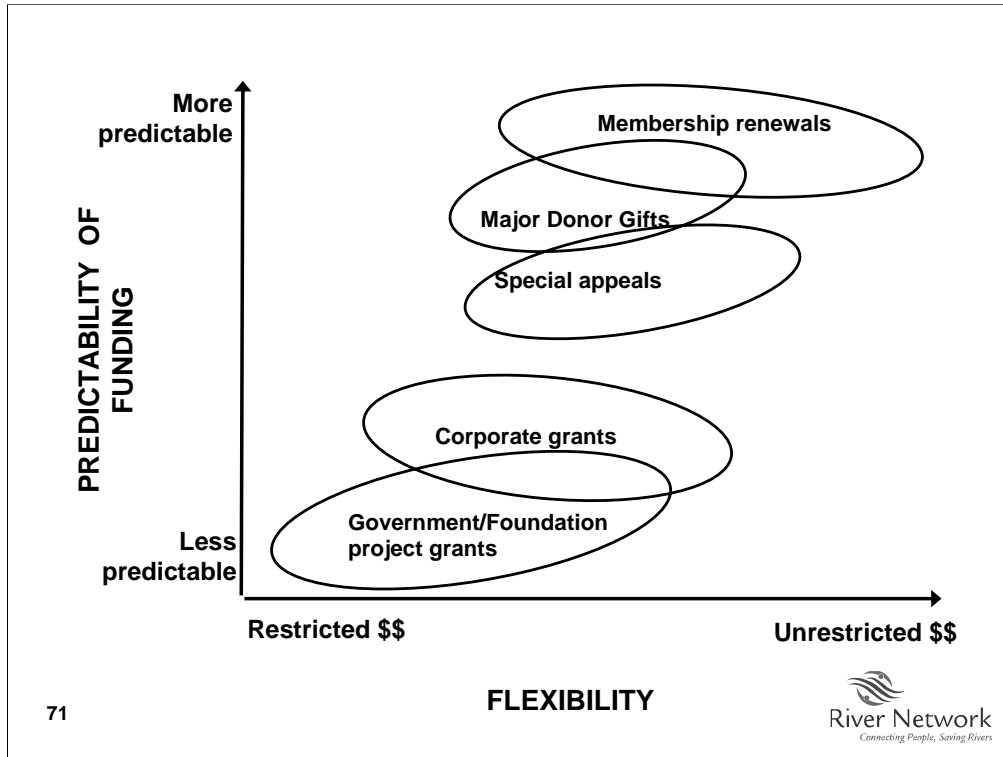 More
predictable
Membership renewals
Major Donor Gifts
Special appeals
PREDICTABILITY OF
FUNDING
Corporate grants
Government/Foundation
project grants
Less
predictable
Restricted $$
Unrestricted $$
FLEXIBILITY
71
River Network
Connecting People, Saving Rivers